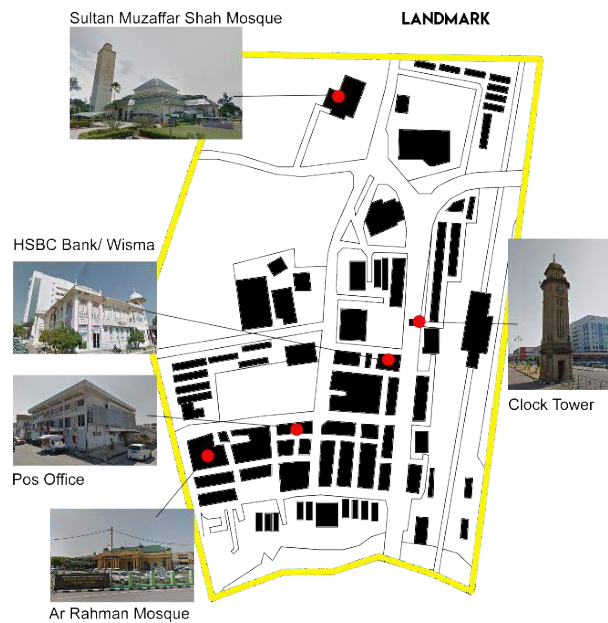 Sultan Muzaffar Shah Mosque
LANDMARK
HSBC Bank/ Wisma
Clock Tower
Pos Office
Ar Rahman Mosque